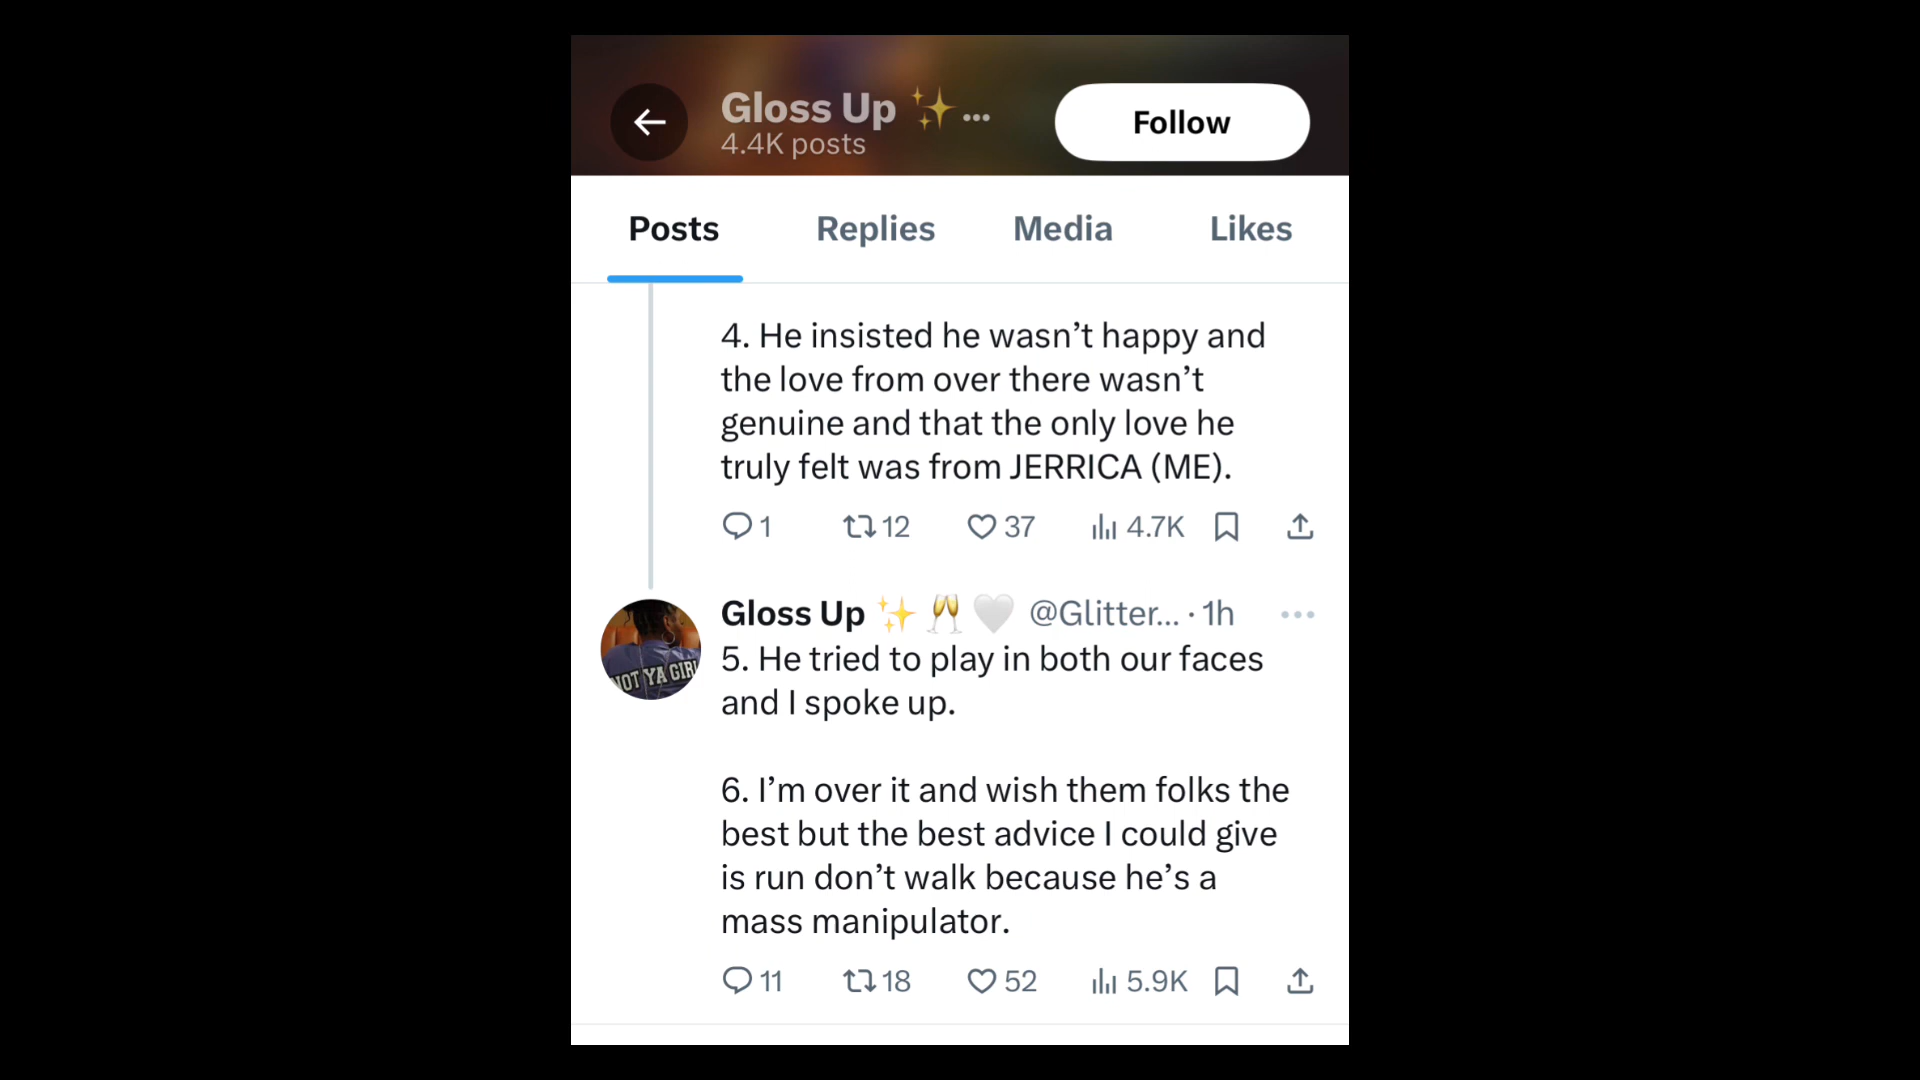 Gloss Up ✨...
4.4K posts
Follow
Posts
Replies
Media
Likes
4. He insisted he wasn’t happy and
the love from over there wasn’t
genuine and that the only love he
truly felt was from JERRICA (ME).
1
12
37
4.7K
Gloss Up ✨🥂🤍 @Glitter... · 1h
NOT YA GIRL
5. He tried to play in both our faces
and I spoke up.
6. I’m over it and wish them folks the
best but the best advice I could give
is run don’t walk because he’s a
mass manipulator.
11
18
52
5.9K